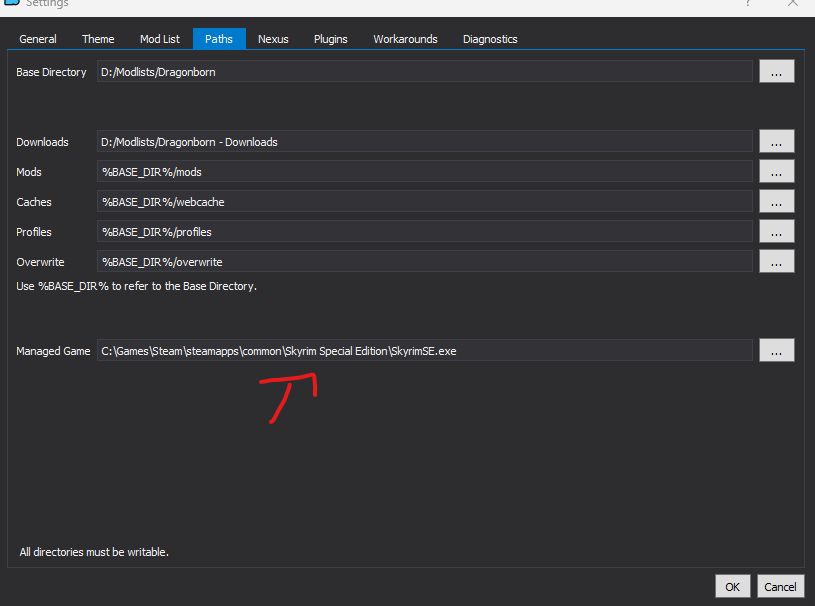 Settings
?
General Theme Mod List Paths Nexus Plugins Workarounds Diagnostics
Base Directory D:/Modlists/Dragonborn ...
Downloads D:/Modlists/Dragonborn - Downloads ...
Mods %BASE_DIR%/mods ...
Caches %BASE_DIR%/webcache ...
Profiles %BASE_DIR%/profiles ...
Overwrite %BASE_DIR%/overwrite ...
Use %BASE_DIR% to refer to the Base Directory.
Managed Game C:\Games\Steam\steamapps\common\Skyrim Special Edition\SkyrimSE.exe ...
All directories must be writable.
OK Cancel